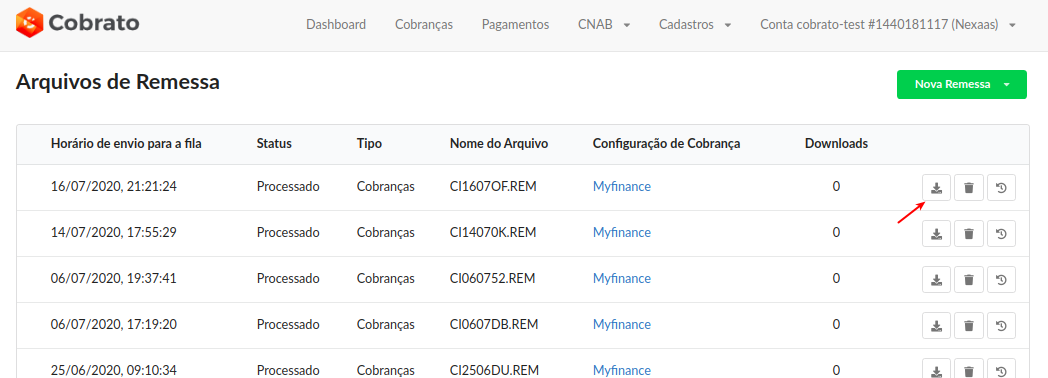 Cobrato Dashboard Cobranças Pagamentos CNAB Cadastros Conta cobrato-test #1440181117 (Nexaas)
Arquivos de Remessa Nova Remessa
Horário de envio para a fila Status Tipo Nome do Arquivo Configuração de Cobrança Downloads
16/07/2020, 21:21:24 Processado Cobranças CI1607OF.REM Myfinance 0
14/07/2020, 17:55:29 Processado Cobranças CI14070K.REM Myfinance 0
06/07/2020, 19:37:41 Processado Cobranças CI060752.REM Myfinance 0
06/07/2020, 17:19:20 Processado Cobranças CI0607DB.REM Myfinance 0
25/06/2020, 09:10:34 Processado Cobranças CI2506DU.REM Myfinance 0